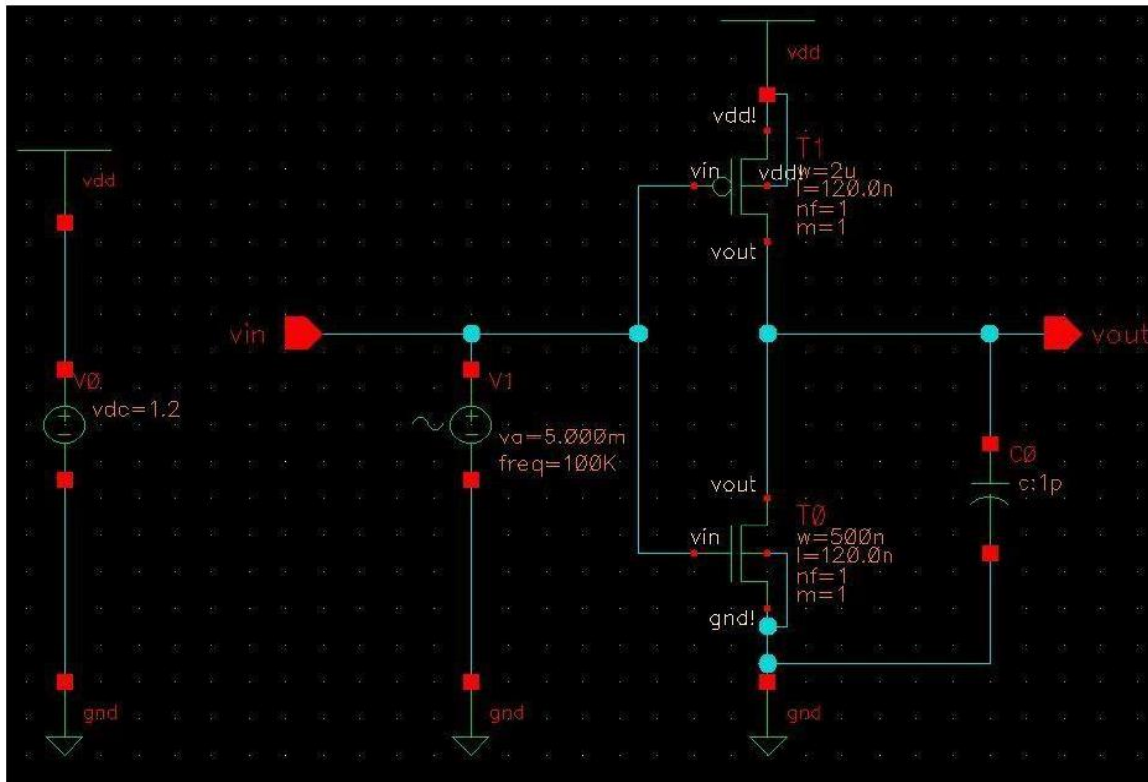 vdd
vdd!
T1
vin
vdd!
w=2u
l=120.0n
nf=1
m=1
vdd
vout
vin
vout
V0
vdc=1.2
V1
va=5.000m
freq=100K
C0
c:1p
vout
T0
vin
w=500n
l=120.0n
nf=1
m=1
gnd!
gnd
gnd
gnd